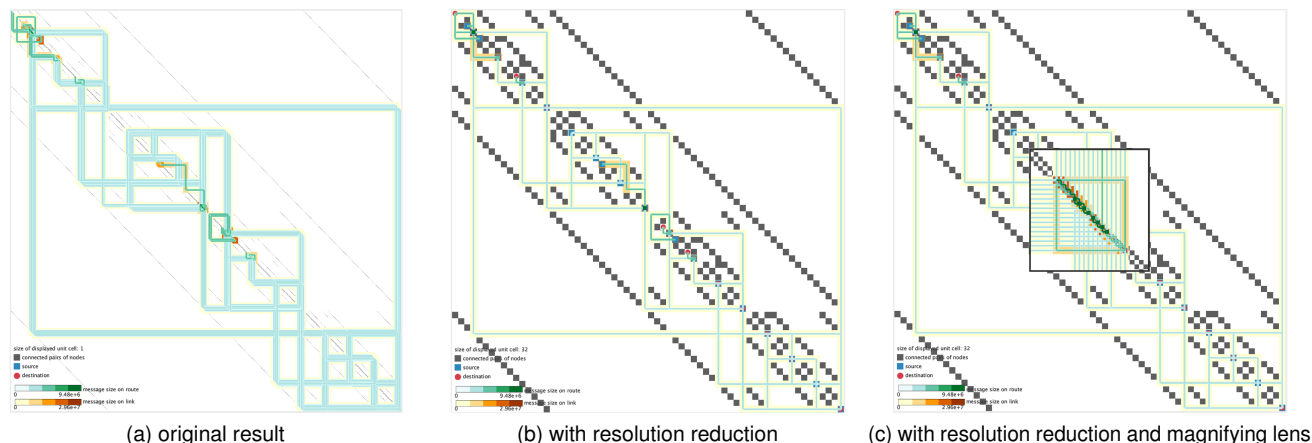 size of displayed unit cell: 1
connected pairs of nodes
source
destination
message size on route
0 9.48e+6
message size on link
0 2.96e+7
(a) original result
size of displayed unit cell: 32
connected pairs of nodes
source
destination
message size on route
0 9.48e+6
message size on link
0 2.96e+7
(b) with resolution reduction
size of displayed unit cell: 32
connected pairs of nodes
source
destination
message size on route
0 9.48e+6
message size on link
0 2.96e+7
(c) with resolution reduction and magnifying lens